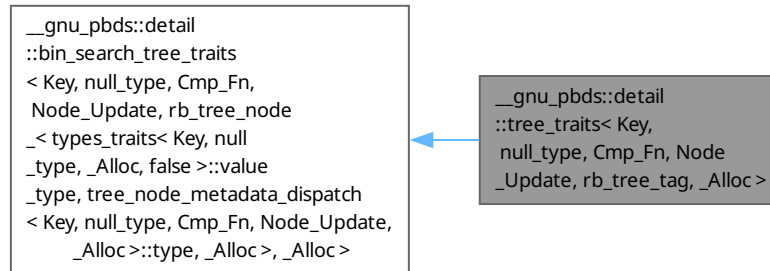 __gnu_pbds::detail
::bin_search_tree_traits
< Key, null_type, Cmp_Fn,
Node_Update, rb_tree_node
_< types_traits< Key, null
_type, _Alloc, false >::value
_type, tree_node_metadata_dispatch
< Key, null_type, Cmp_Fn, Node_Update,
_Alloc >::type, _Alloc >, _Alloc >
__gnu_pbds::detail
::tree_traits< Key,
null_type, Cmp_Fn, Node
_Update, rb_tree_tag, _Alloc >